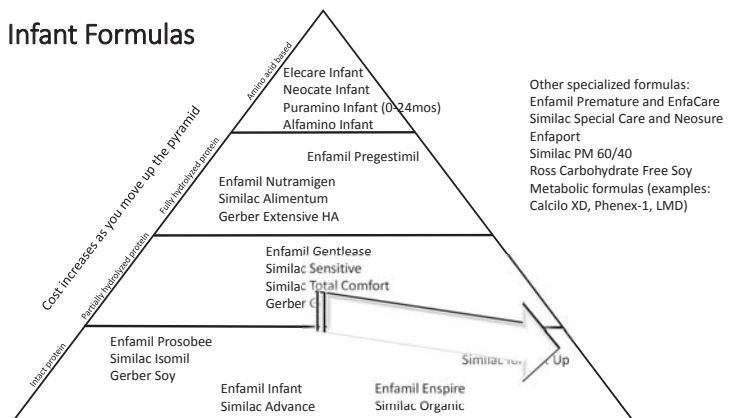 Infant Formulas
Cost increases as you move up the pyramid
Amino acid based
Elecare Infant
Neocate Infant
Puramino Infant (0-24mos)
Alfamino Infant
Fully hydrolyzed protein
Enfamil Pregestimil
Enfamil Nutramigen
Similac Alimentum
Gerber Extensive HA
Partially hydrolyzed protein
Enfamil Gentlease
Similac Sensitive
Similac Total Comfort
Gerber
Intact protein
Enfamil Prosobee
Similac Isomil
Gerber Soy
Similac Up
Enfamil Infant
Similac Advance
Enfamil Enspire
Similac Organic
Other specialized formulas:
Enfamil Premature and EnfaCare
Similac Special Care and Neosure
Enfaport
Similac PM 60/40
Ross Carbohydrate Free Soy
Metabolic formulas (examples:
Calcilo XD, Phenex-1, LMD)